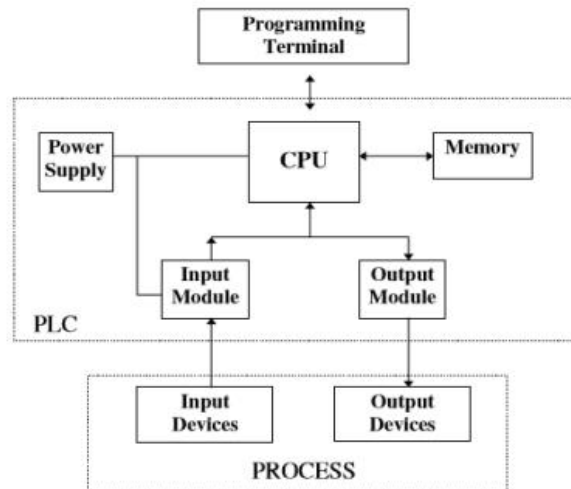 Programming
Terminal
Power
Supply
CPU
Memory
Input
Module
Output
Module
PLC
Input
Devices
Output
Devices
PROCESS